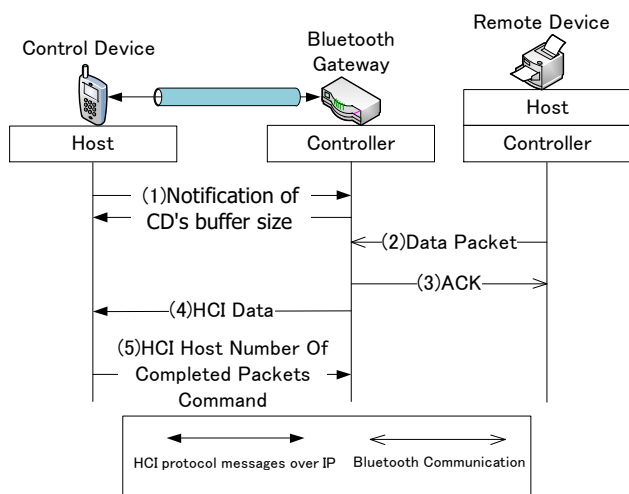 Control Device
Bluetooth
Gateway
Remote Device
Host
Host
Controller
Controller
(1)Notification of
CD's buffer size
(2)Data Packet
(3)ACK
(4)HCI Data
(5)HCI Host Number Of
Completed Packets
Command
HCI protocol messages over IP
Bluetooth Communication